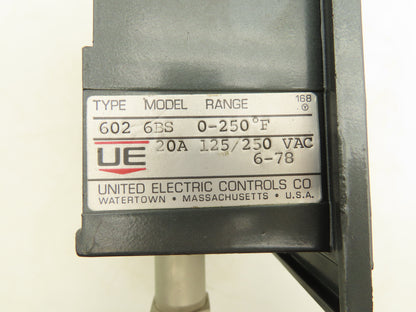 TYPE MODEL RANGE 168
602 6BS 0-250°F
UE 20A 125/250 VAC
6-78
UNITED ELECTRIC CONTROLS CO
WATERTOWN • MASSACHUSETTS • U.S.A.